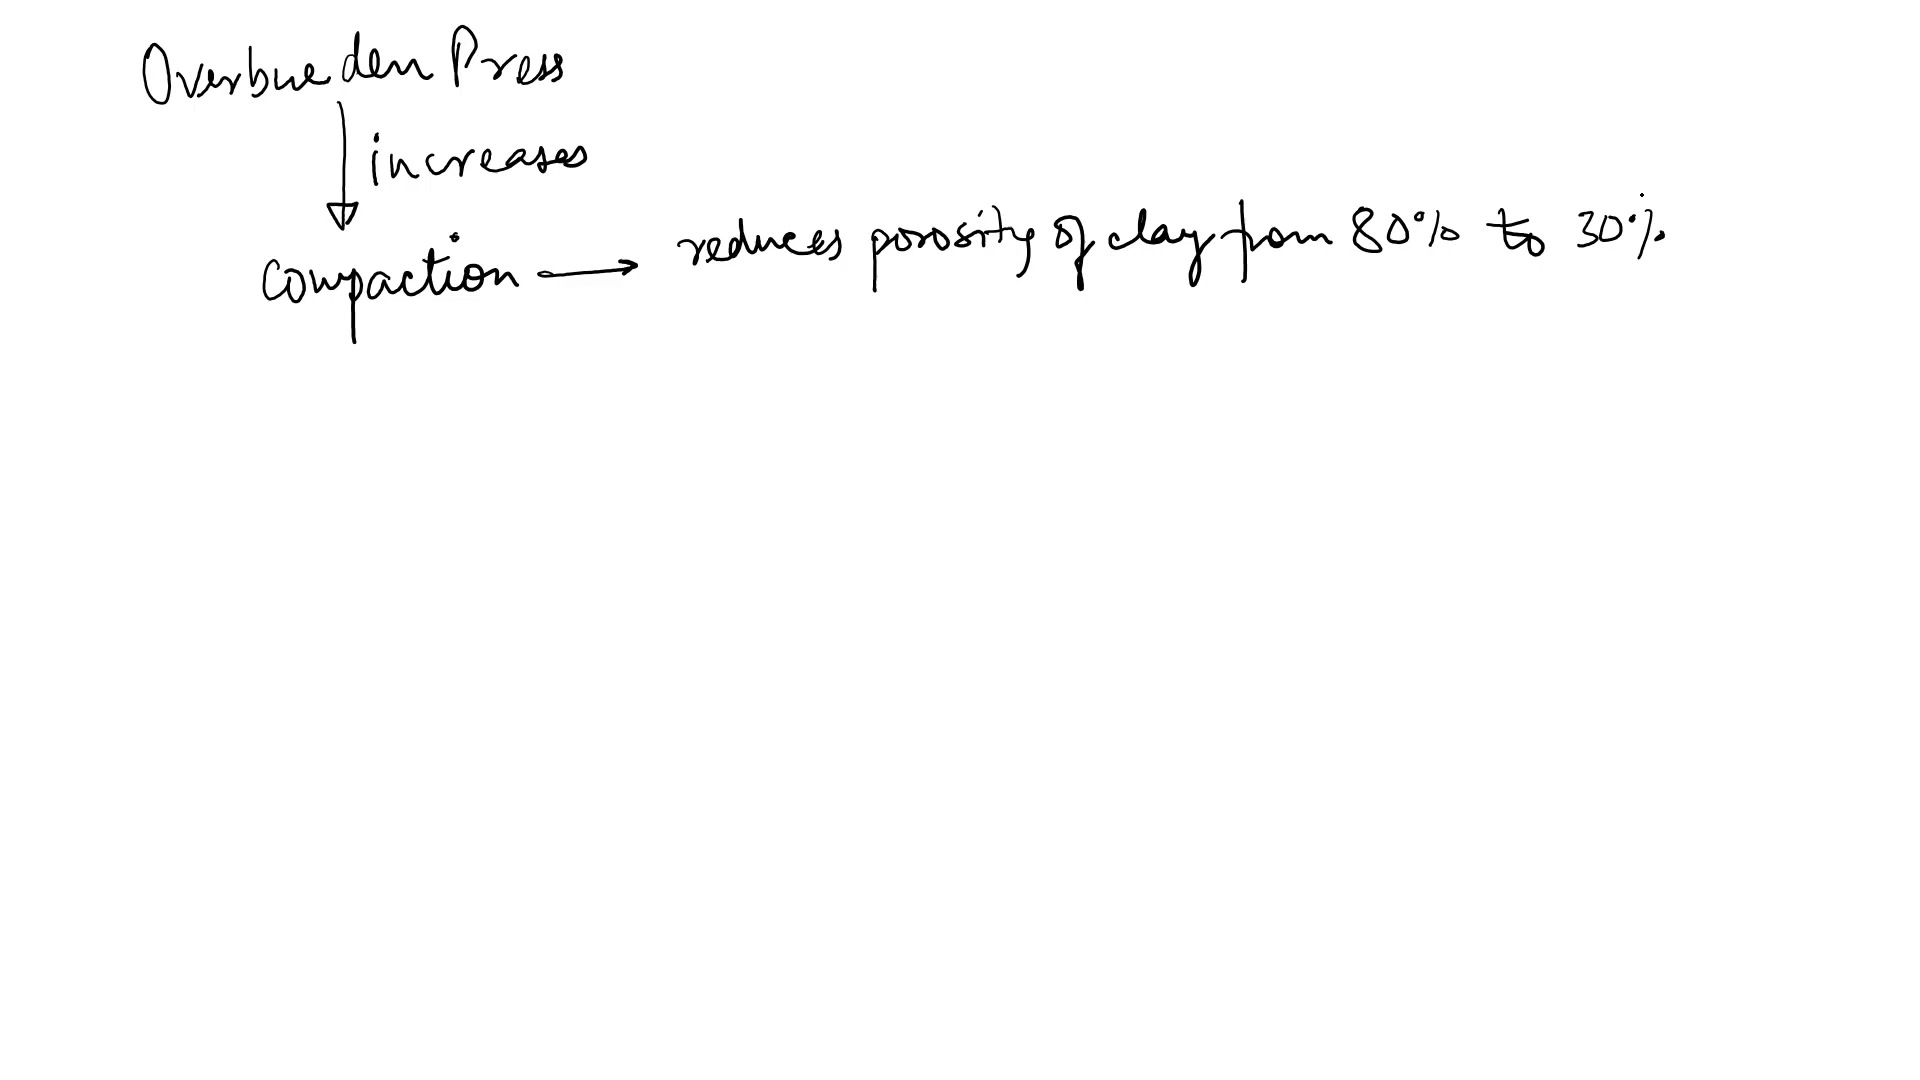 Overburden Press
increases
compaction → reduces porosity of clay from 80% to 30%